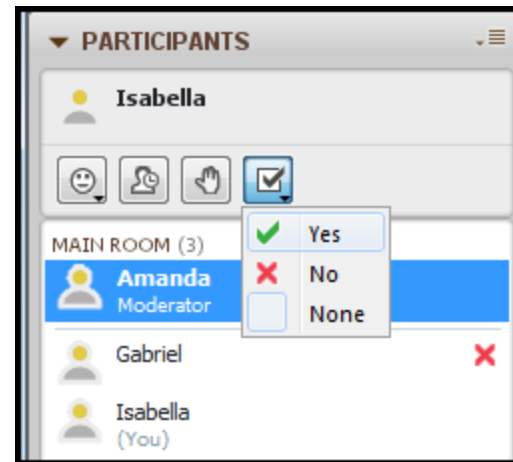 PARTICIPANTS
Isabella
MAIN ROOM (3)
Yes
Amanda
No
Moderator
None
Gabriel
Isabella
(You)